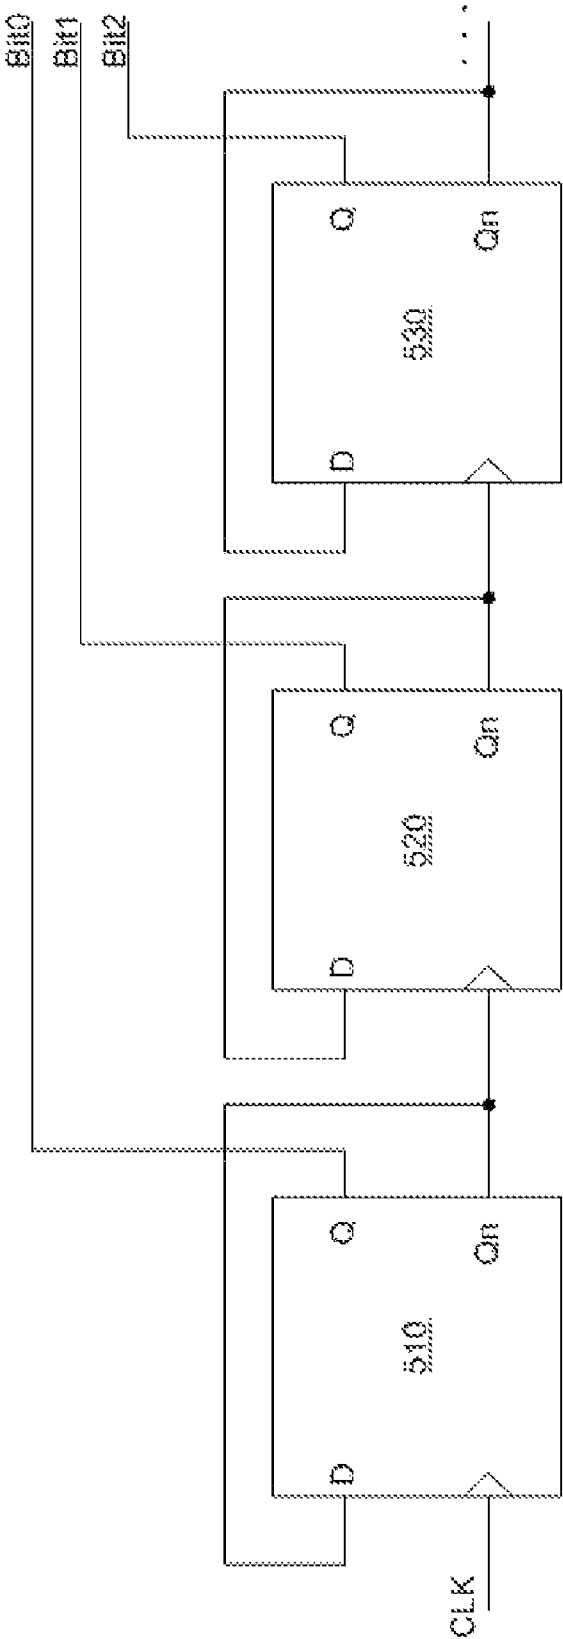 Bit0
Bit1
Bit2
Q Q Q
D D D
510 520 530
Qn Qn Qn
CLK
. . .